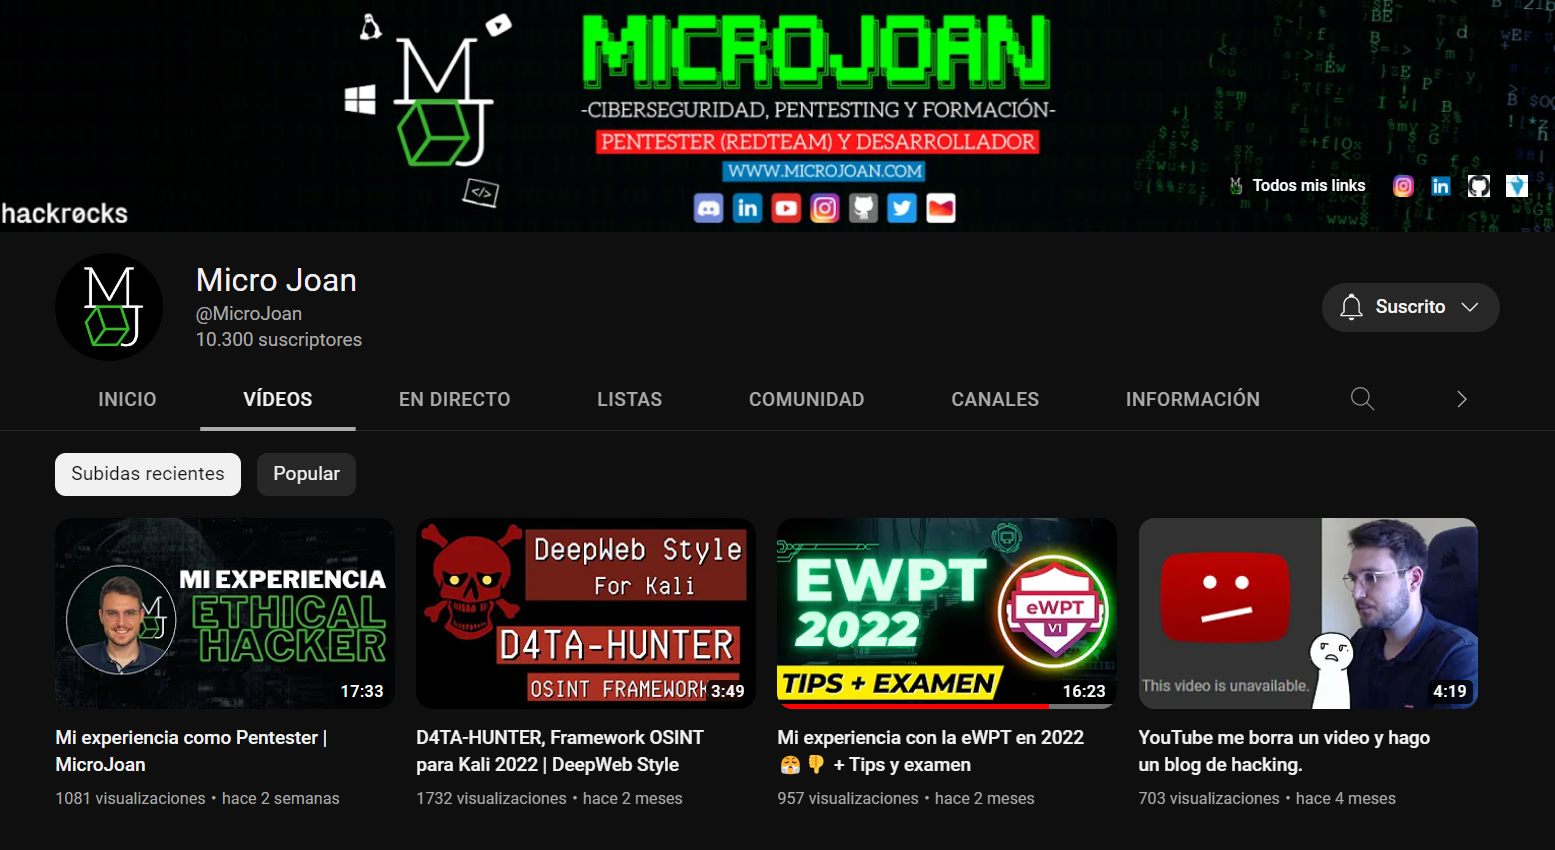 MICROJOAN
-CIBERSEGURIDAD, PENTESTING Y FORMACIÓN-
PENTESTER (REDTEAM) Y DESARROLLADOR
WWW.MICROJOAN.COM
Todos mis links
hackrøcks
MJ
</>
Micro Joan
@MicroJoan
10.300 suscriptores
Suscrito
INICIO VÍDEOS EN DIRECTO LISTAS COMUNIDAD CANALES INFORMACIÓN
Subidas recientes Popular
MI EXPERIENCIA
ETHICAL
HACKER
17:33
Mi experiencia como Pentester |
MicroJoan
1081 visualizaciones • hace 2 semanas
DeepWeb Style
For Kali
D4TA-HUNTER
OSINT FRAMEWORK
3:49
D4TA-HUNTER, Framework OSINT
para Kali 2022 | DeepWeb Style
1732 visualizaciones • hace 2 meses
EWPT
2022
eWPT
V1
TIPS + EXAMEN
16:23
Mi experiencia con la eWPT en 2022
😤👎 + Tips y examen
957 visualizaciones • hace 2 meses
This video is unavailable.
4:19
YouTube me borra un video y hago
un blog de hacking.
703 visualizaciones • hace 4 meses